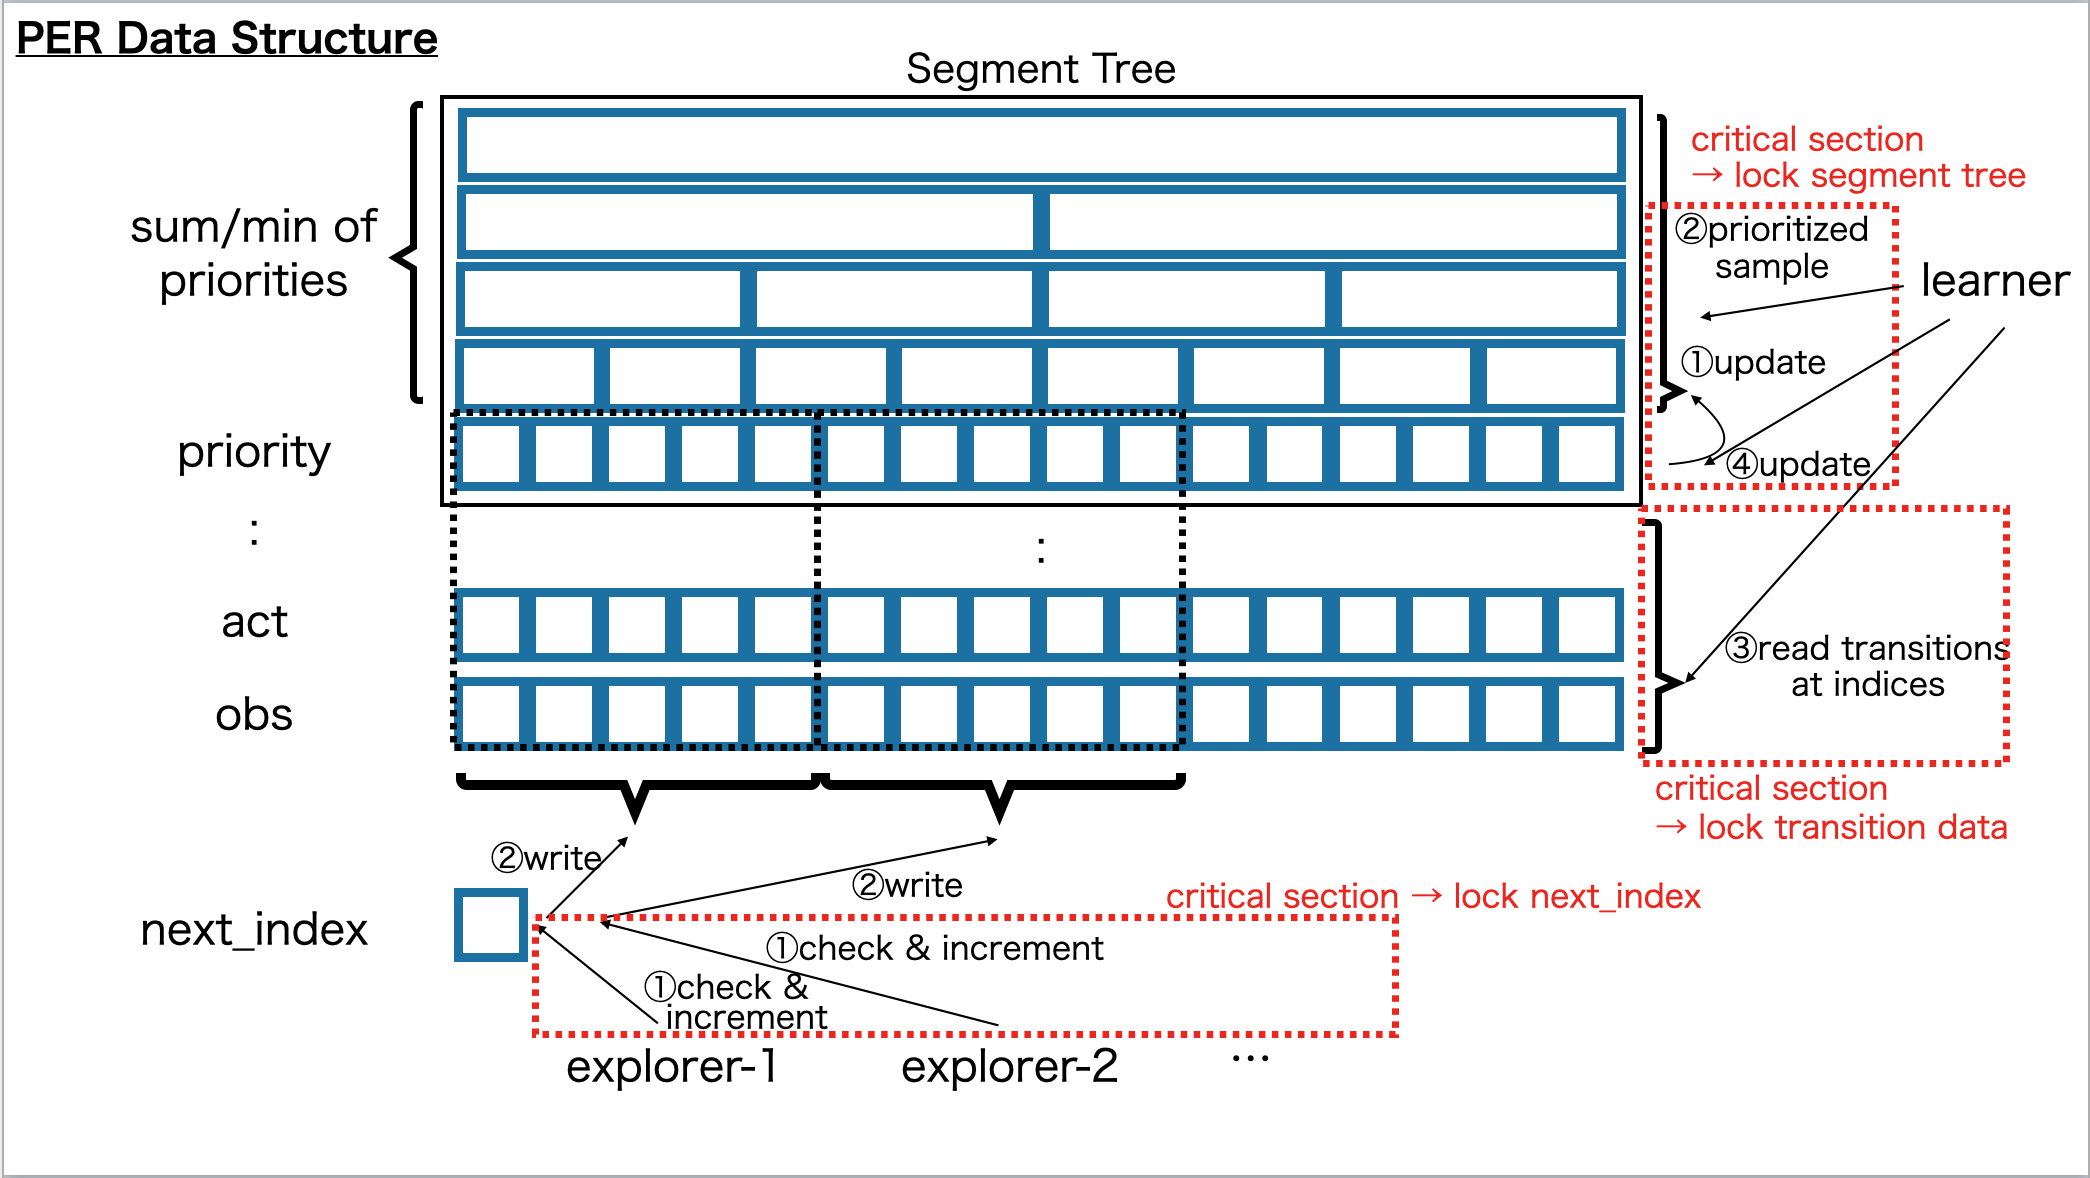 PER Data Structure
Segment Tree
critical section
→ lock segment tree
sum/min of
priorities
②prioritized
sample
learner
①update
priority
④update
:
:
act
③read transitions
at indices
obs
critical section
→ lock transition data
②write
②write
critical section → lock next_index
next_index
①check & increment
①check &
increment
explorer-1
explorer-2
…